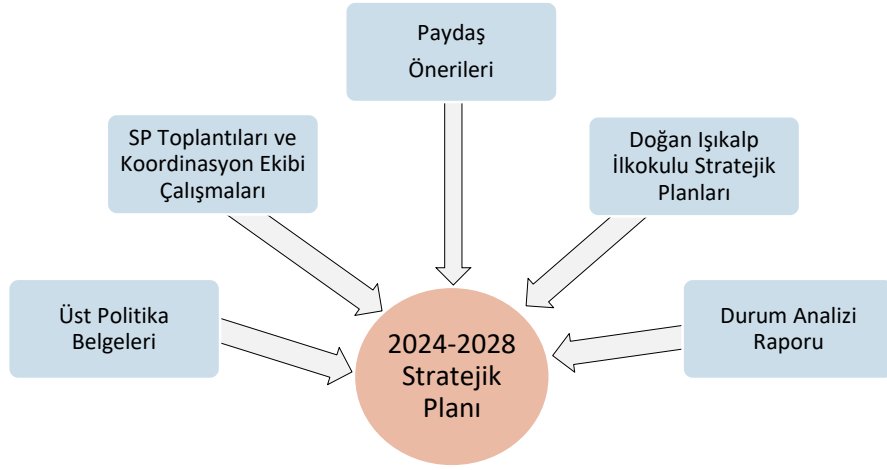 Paydaş
Önerileri
SP Toplantıları ve
Koordinasyon Ekibi
Çalışmaları
Doğan Işıkalp
İlkokulu Stratejik
Planları
Üst Politika
Belgeleri
Durum Analizi
Raporu
2024-2028
Stratejik
Planı